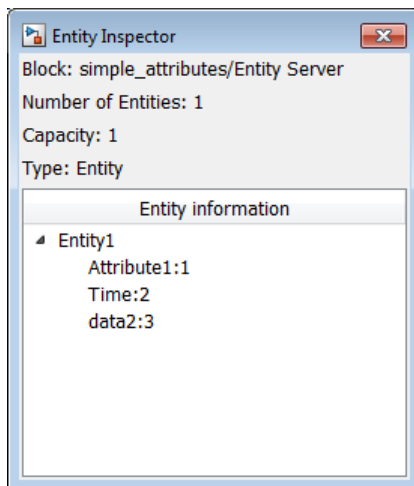 Entity Inspector
Block: simple_attributes/Entity Server
Number of Entities: 1
Capacity: 1
Type: Entity
Entity information
Entity1
Attribute1:1
Time:2
data2:3